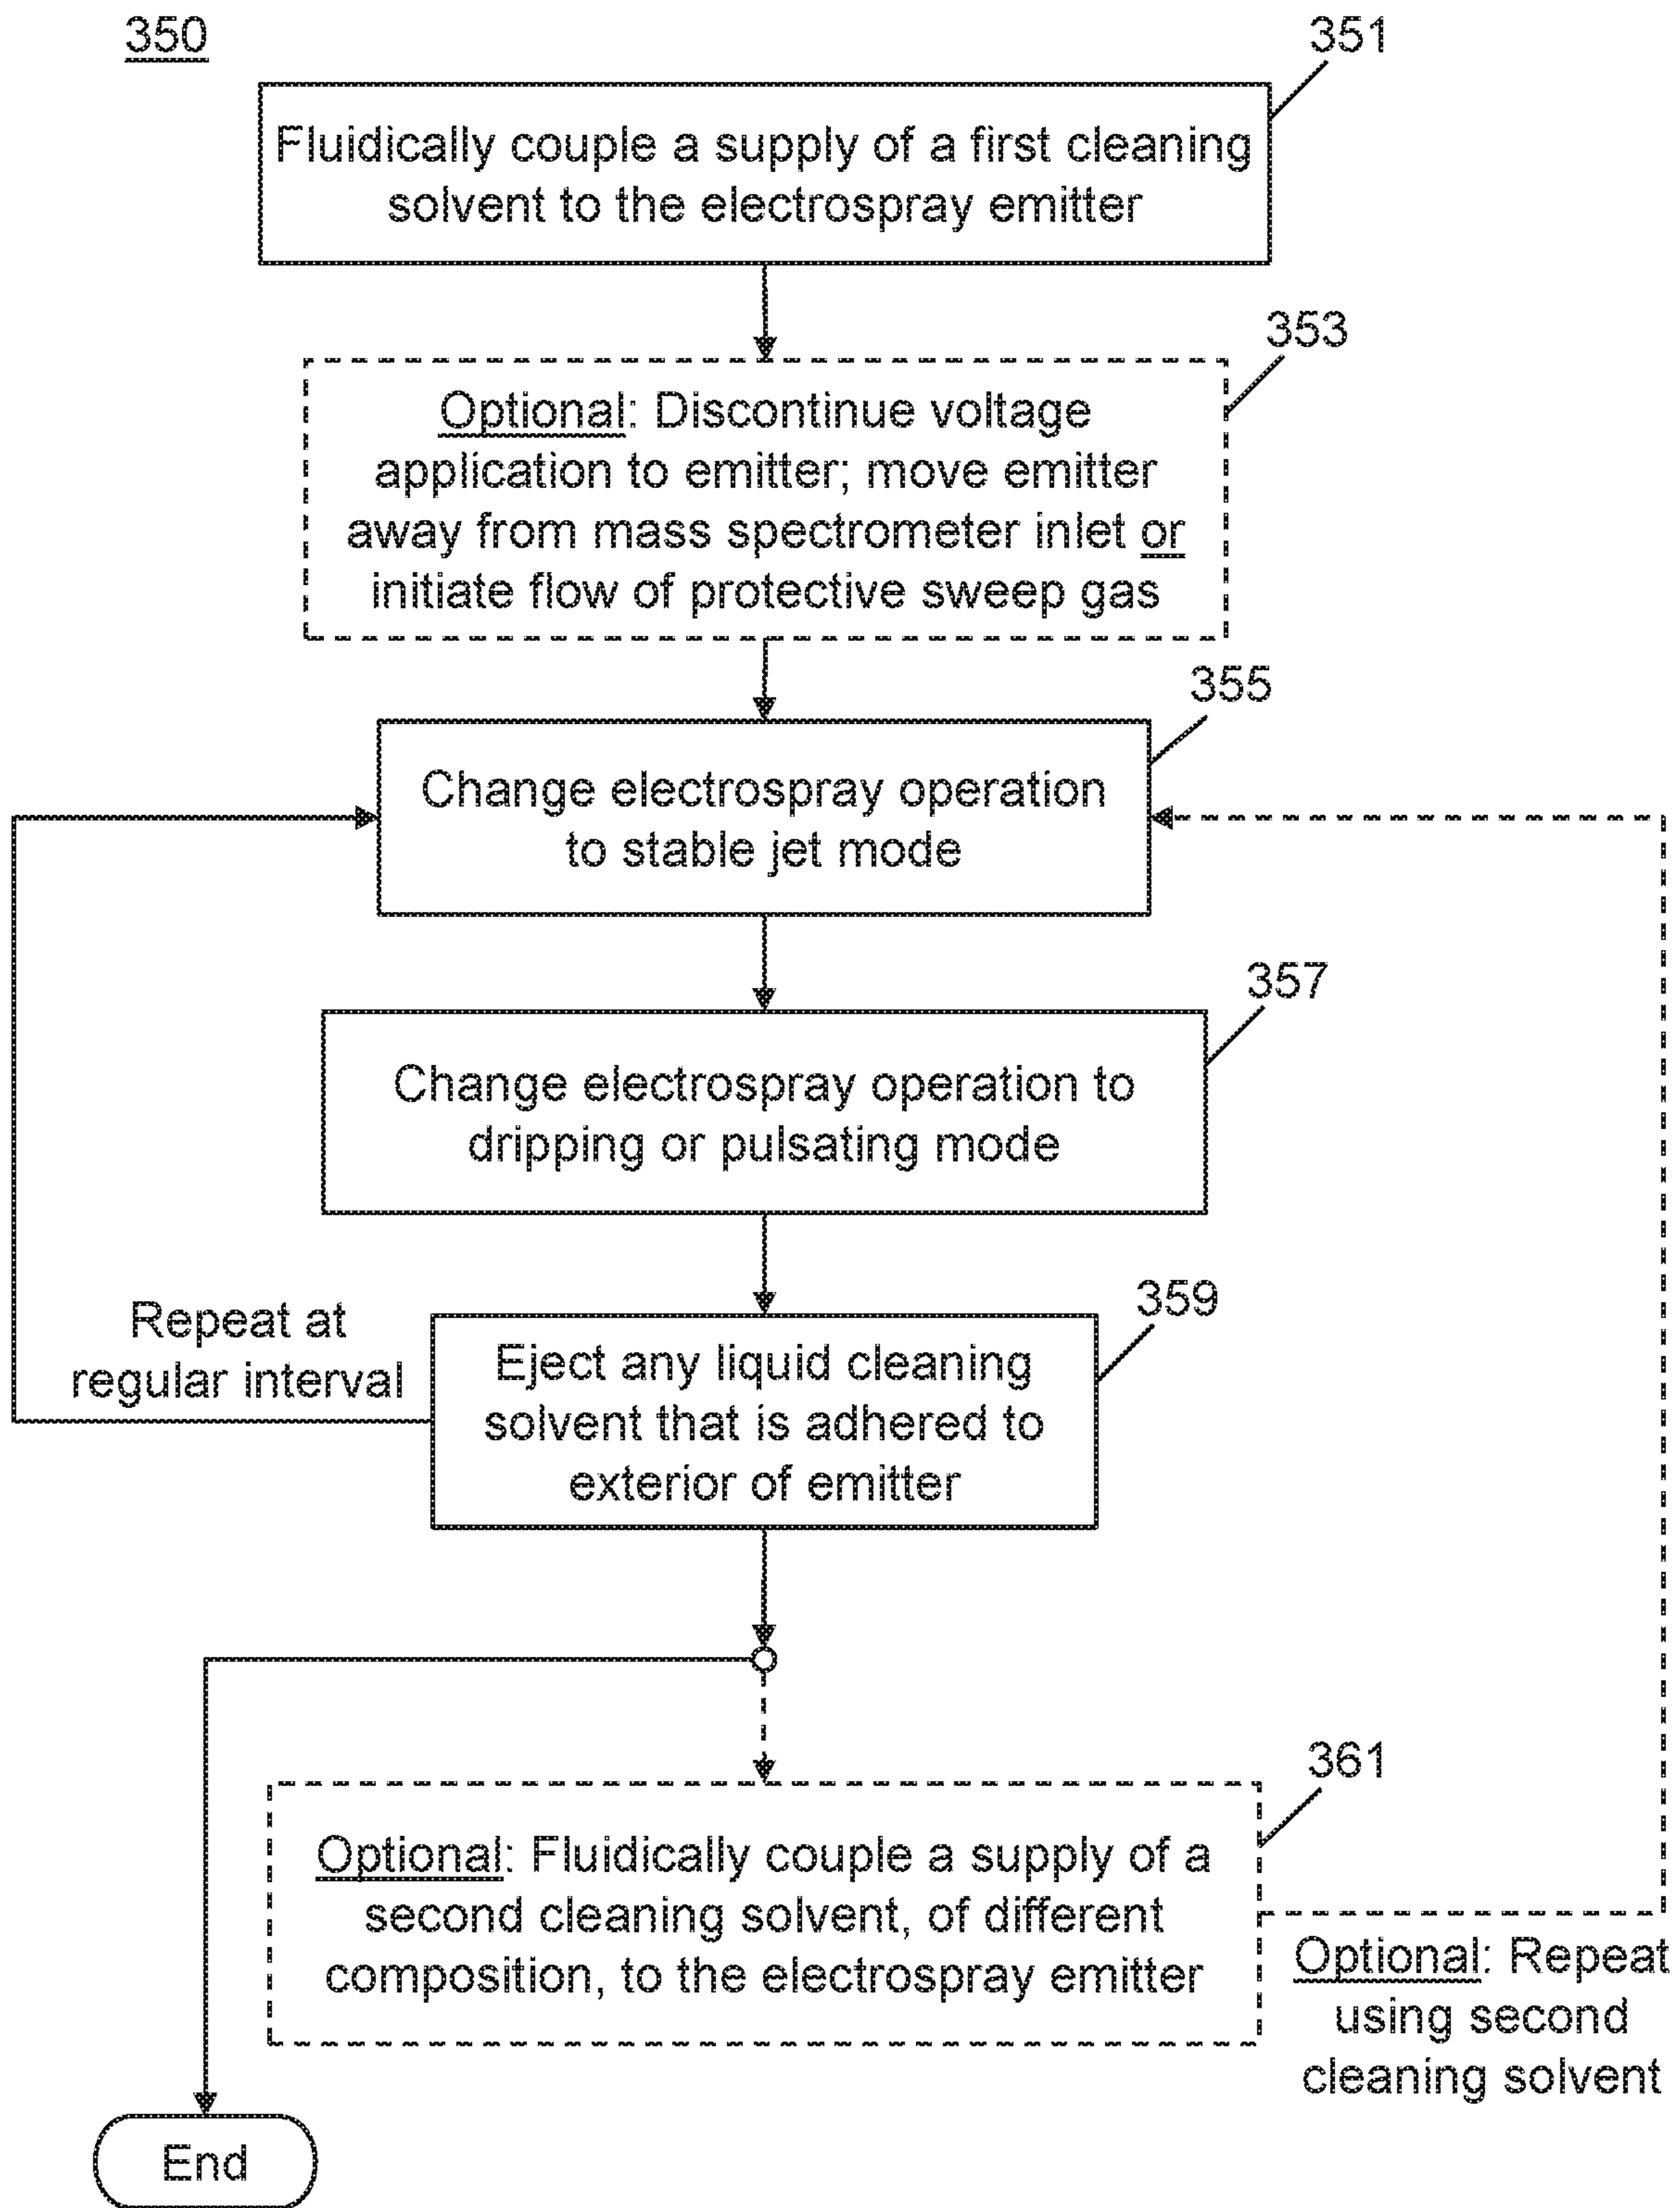 350
351
Fluidically couple a supply of a first cleaning
solvent to the electrospray emitter
353
Optional: Discontinue voltage
application to emitter; move emitter
away from mass spectrometer inlet or
initiate flow of protective sweep gas
355
Change electrospray operation
to stable jet mode
357
Change electrospray operation to
dripping or pulsating mode
359
Eject any liquid cleaning
solvent that is adhered to
exterior of emitter
Repeat at
regular interval
361
Optional: Fluidically couple a supply of a
second cleaning solvent, of different
composition, to the electrospray emitter
Optional: Repeat
using second
cleaning solvent
End